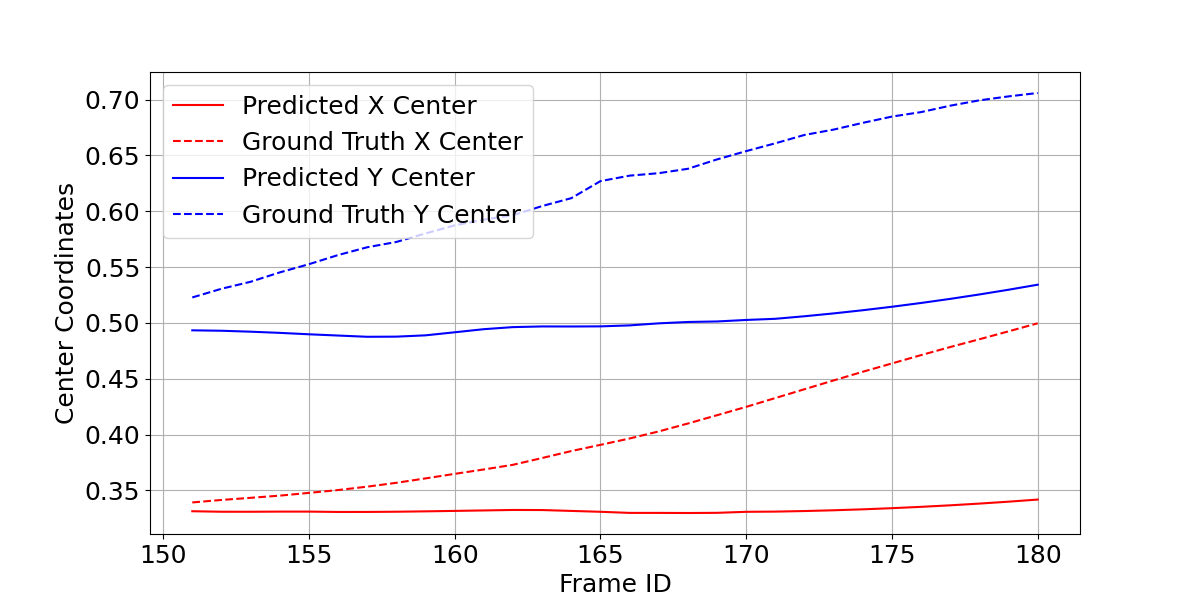 Predicted X Center
Ground Truth X Center
Predicted Y Center
Ground Truth Y Center
Center Coordinates
0.70
0.65
0.60
0.55
0.50
0.45
0.40
0.35
150 155 160 165 170 175 180
Frame ID